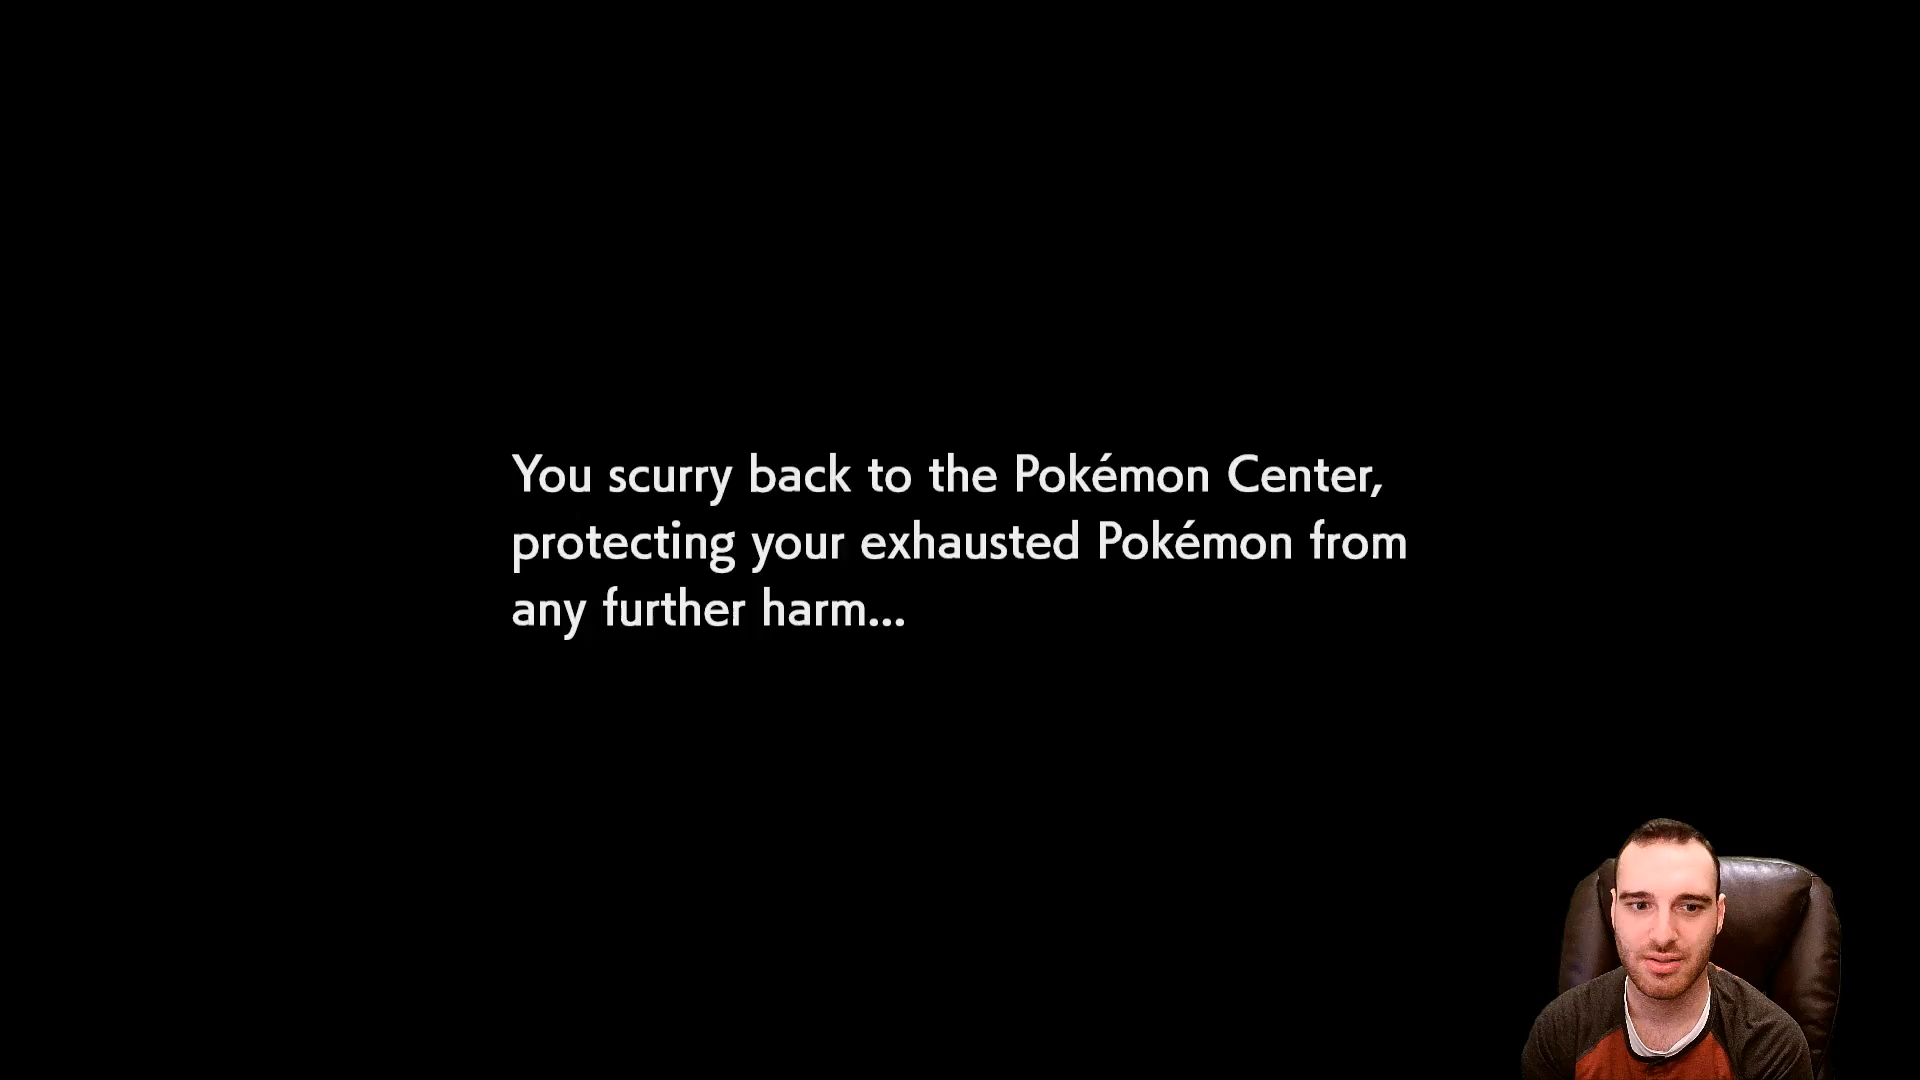 You scurry back to the Pokémon Center,
protecting your exhausted Pokémon from
any further harm...